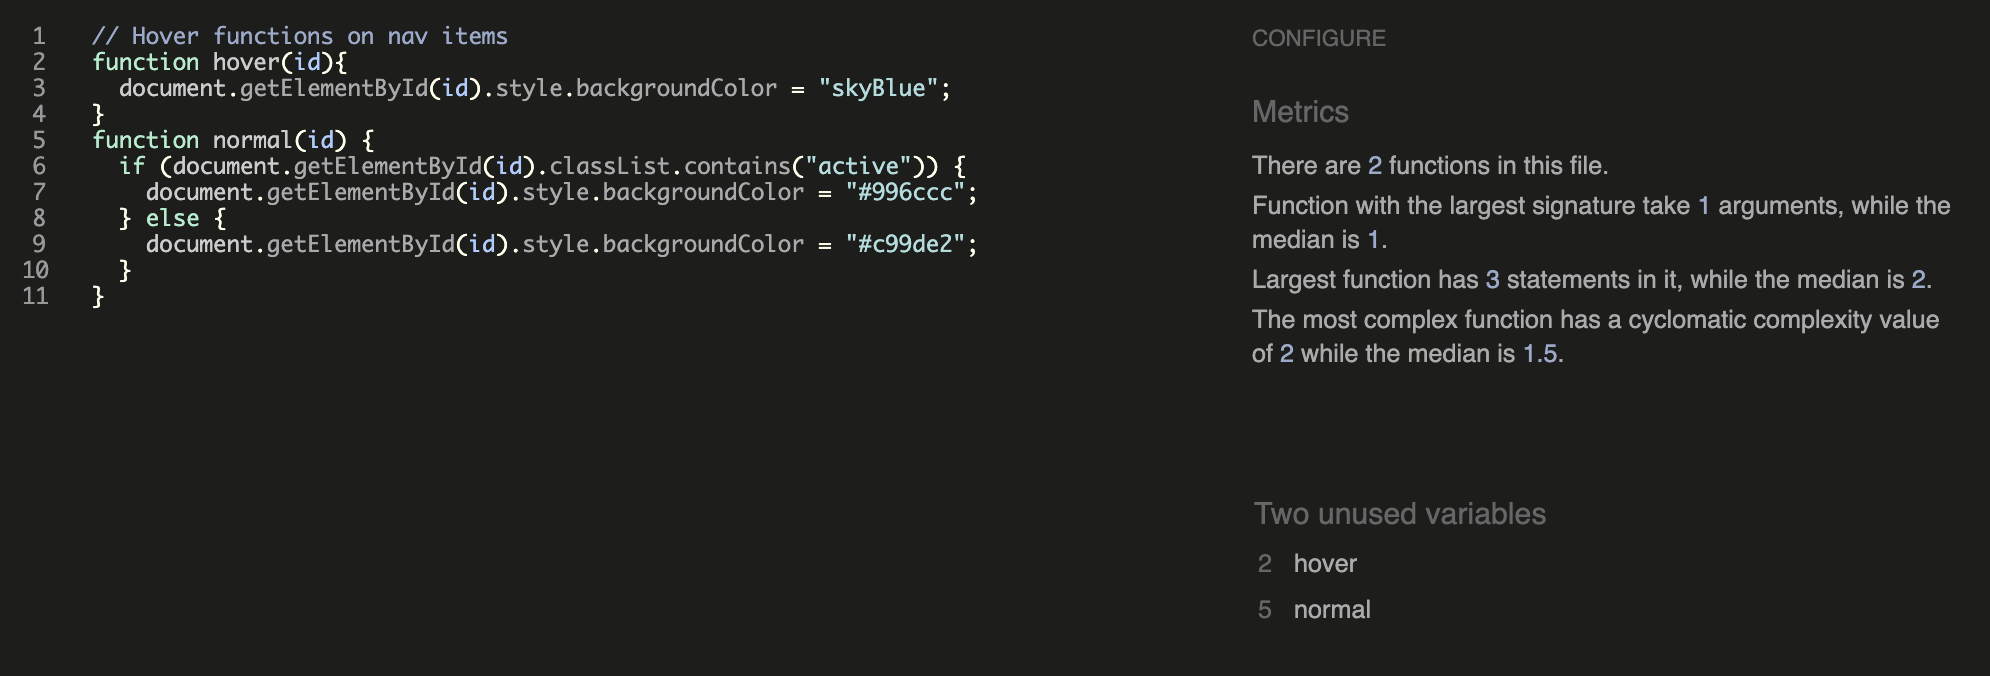 1 // Hover functions on nav items
2 function hover(id){
3 document.getElementById(id).style.backgroundColor = "skyBlue";
4 }
5 function normal(id) {
6 if (document.getElementById(id).classList.contains("active")) {
7 document.getElementById(id).style.backgroundColor = "#996ccc";
8 } else {
9 document.getElementById(id).style.backgroundColor = "#c99de2";
10 }
11 }
CONFIGURE
Metrics
There are 2 functions in this file.
Function with the largest signature take 1 arguments, while the
median is 1.
Largest function has 3 statements in it, while the median is 2.
The most complex function has a cyclomatic complexity value
of 2 while the median is 1.5.
Two unused variables
2 hover
5 normal